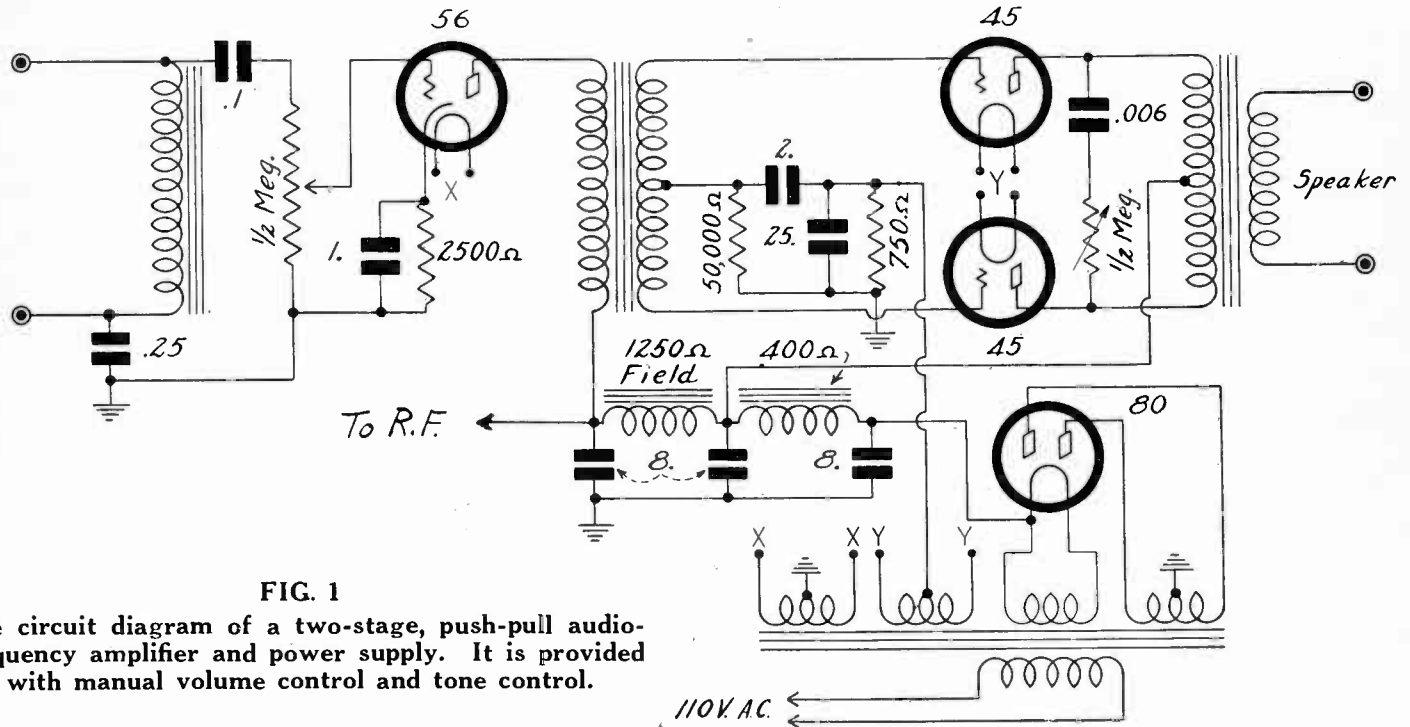 56
45
.1
½ Meg.
X
1.
2500Ω
2.
50,000Ω
25.
750Ω
Y
.006
½ Meg.
Speaker
.25
45
1250Ω
Field
400Ω,
80
To R.F.
8.
8.
X X Y Y
110V. A.C.
FIG. 1
e circuit diagram of a two-stage, push-pull audio-
quency amplifier and power supply. It is provided
with manual volume control and tone control.